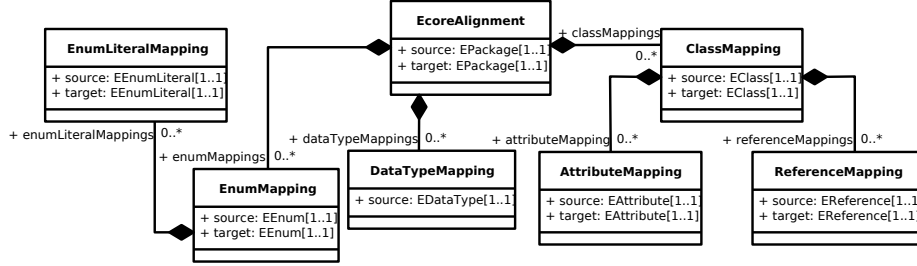 EcoreAlignment
+ source: EPackage[1..1]
+ target: EPackage[1..1]
+ classMappings
0..*
EnumLiteralMapping
+ source: EEnumLiteral[1..1]
+ target: EEnumLiteral[1..1]
ClassMapping
+ source: EClass[1..1]
+ target: EClass[1..1]
+ enumLiteralMappings 0..*
+ enumMappings 0..*
+ dataTypeMappings 0..*
+ attributeMapping 0..*
+ referenceMappings 0..*
EnumMapping
+ source: EEnum[1..1]
+ target: EEnum[1..1]
DataTypeMapping
+ source: EDataType[1..1]
AttributeMapping
+ source: EAttribute[1..1]
+ target: EAttribute[1..1]
ReferenceMapping
+ source: EReference[1..1]
+ target: EReference[1..1]